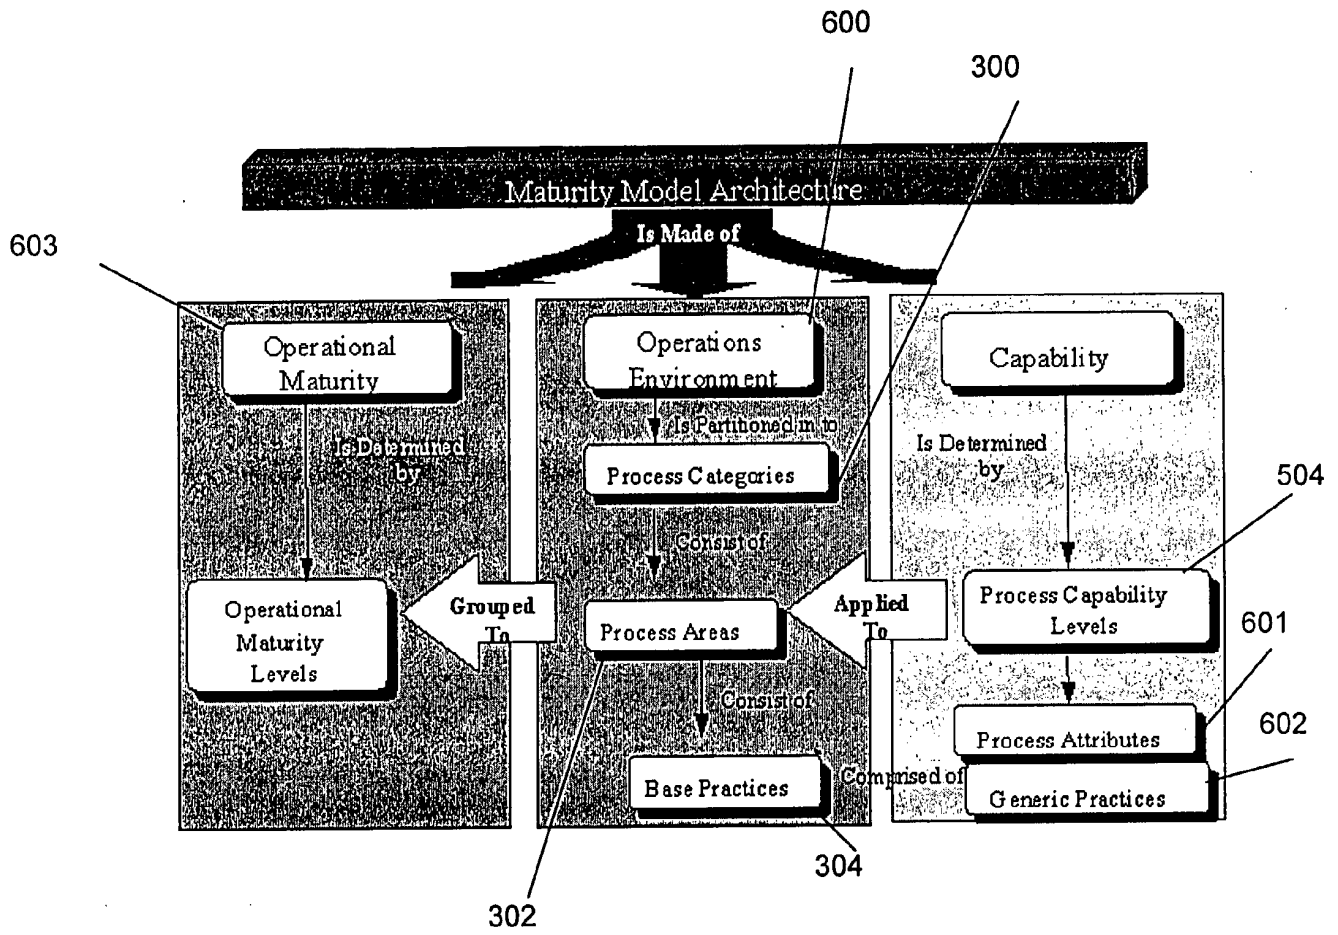 600
300
Maturity Model Architecture
Is Made of
603
Operational
Maturity
Is Determined
by
Operational
Maturity
Levels
Grouped
To
Operations
Environment
Is Partitioned in to
Process Categories
Consist of
Process Areas
Consist of
Base Practices
304
302
Applied
To
Capability
Is Determined
by
504
Process Capability
Levels
601
Process Attributes
602
Comprised of
Generic Practices